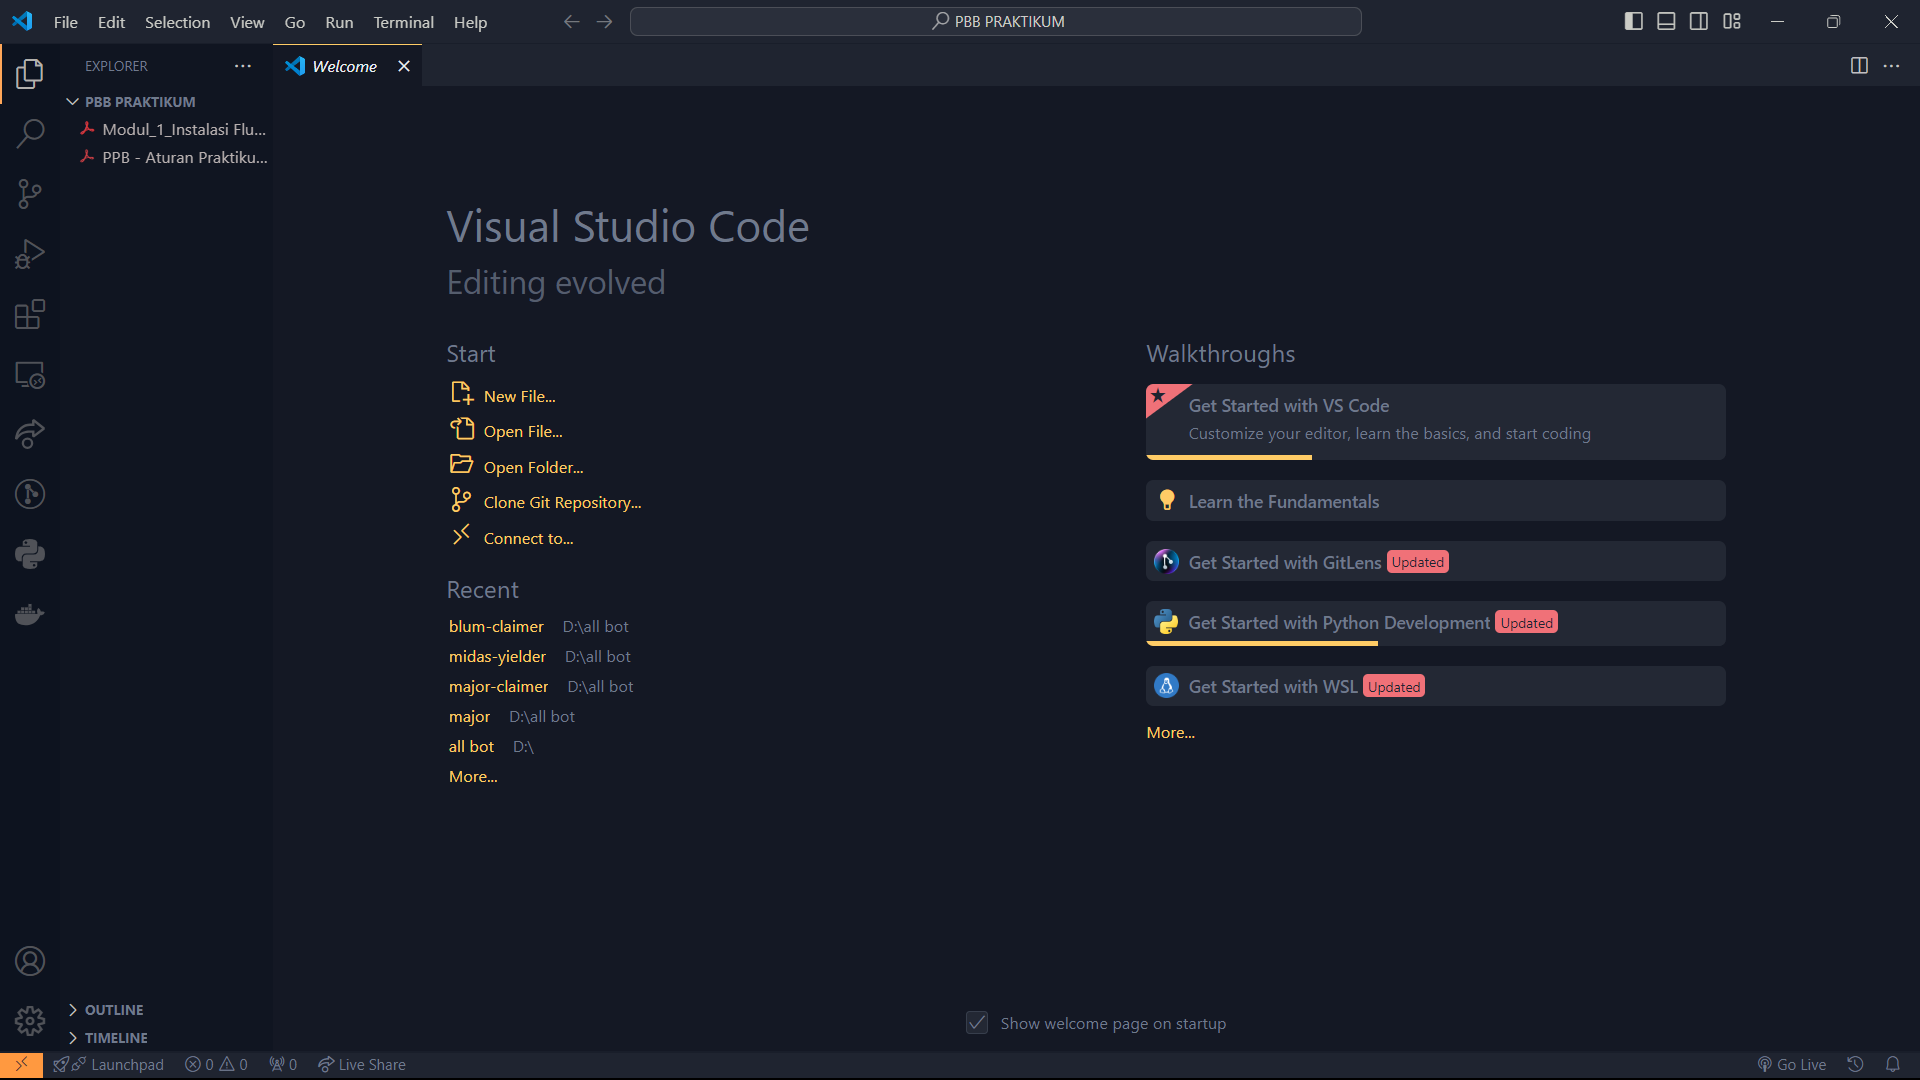 File Edit Selection View Go Run Terminal Help
PBB PRAKTIKUM
EXPLORER
Welcome
PBB PRAKTIKUM
Modul_1_Instalasi Flu...
PPB - Aturan Praktiku...
Visual Studio Code
Editing evolved
Start
New File...
Open File...
Open Folder...
Clone Git Repository...
Connect to...
Recent
blum-claimer D:\all bot
midas-yielder D:\all bot
major-claimer D:\all bot
major D:\all bot
all bot D:\
More...
Walkthroughs
Get Started with VS Code
Customize your editor, learn the basics, and start coding
Learn the Fundamentals
Get Started with GitLens Updated
Get Started with Python Development Updated
Get Started with WSL Updated
More...
OUTLINE
TIMELINE
Show welcome page on startup
Launchpad 0 0 0 Live Share Go Live